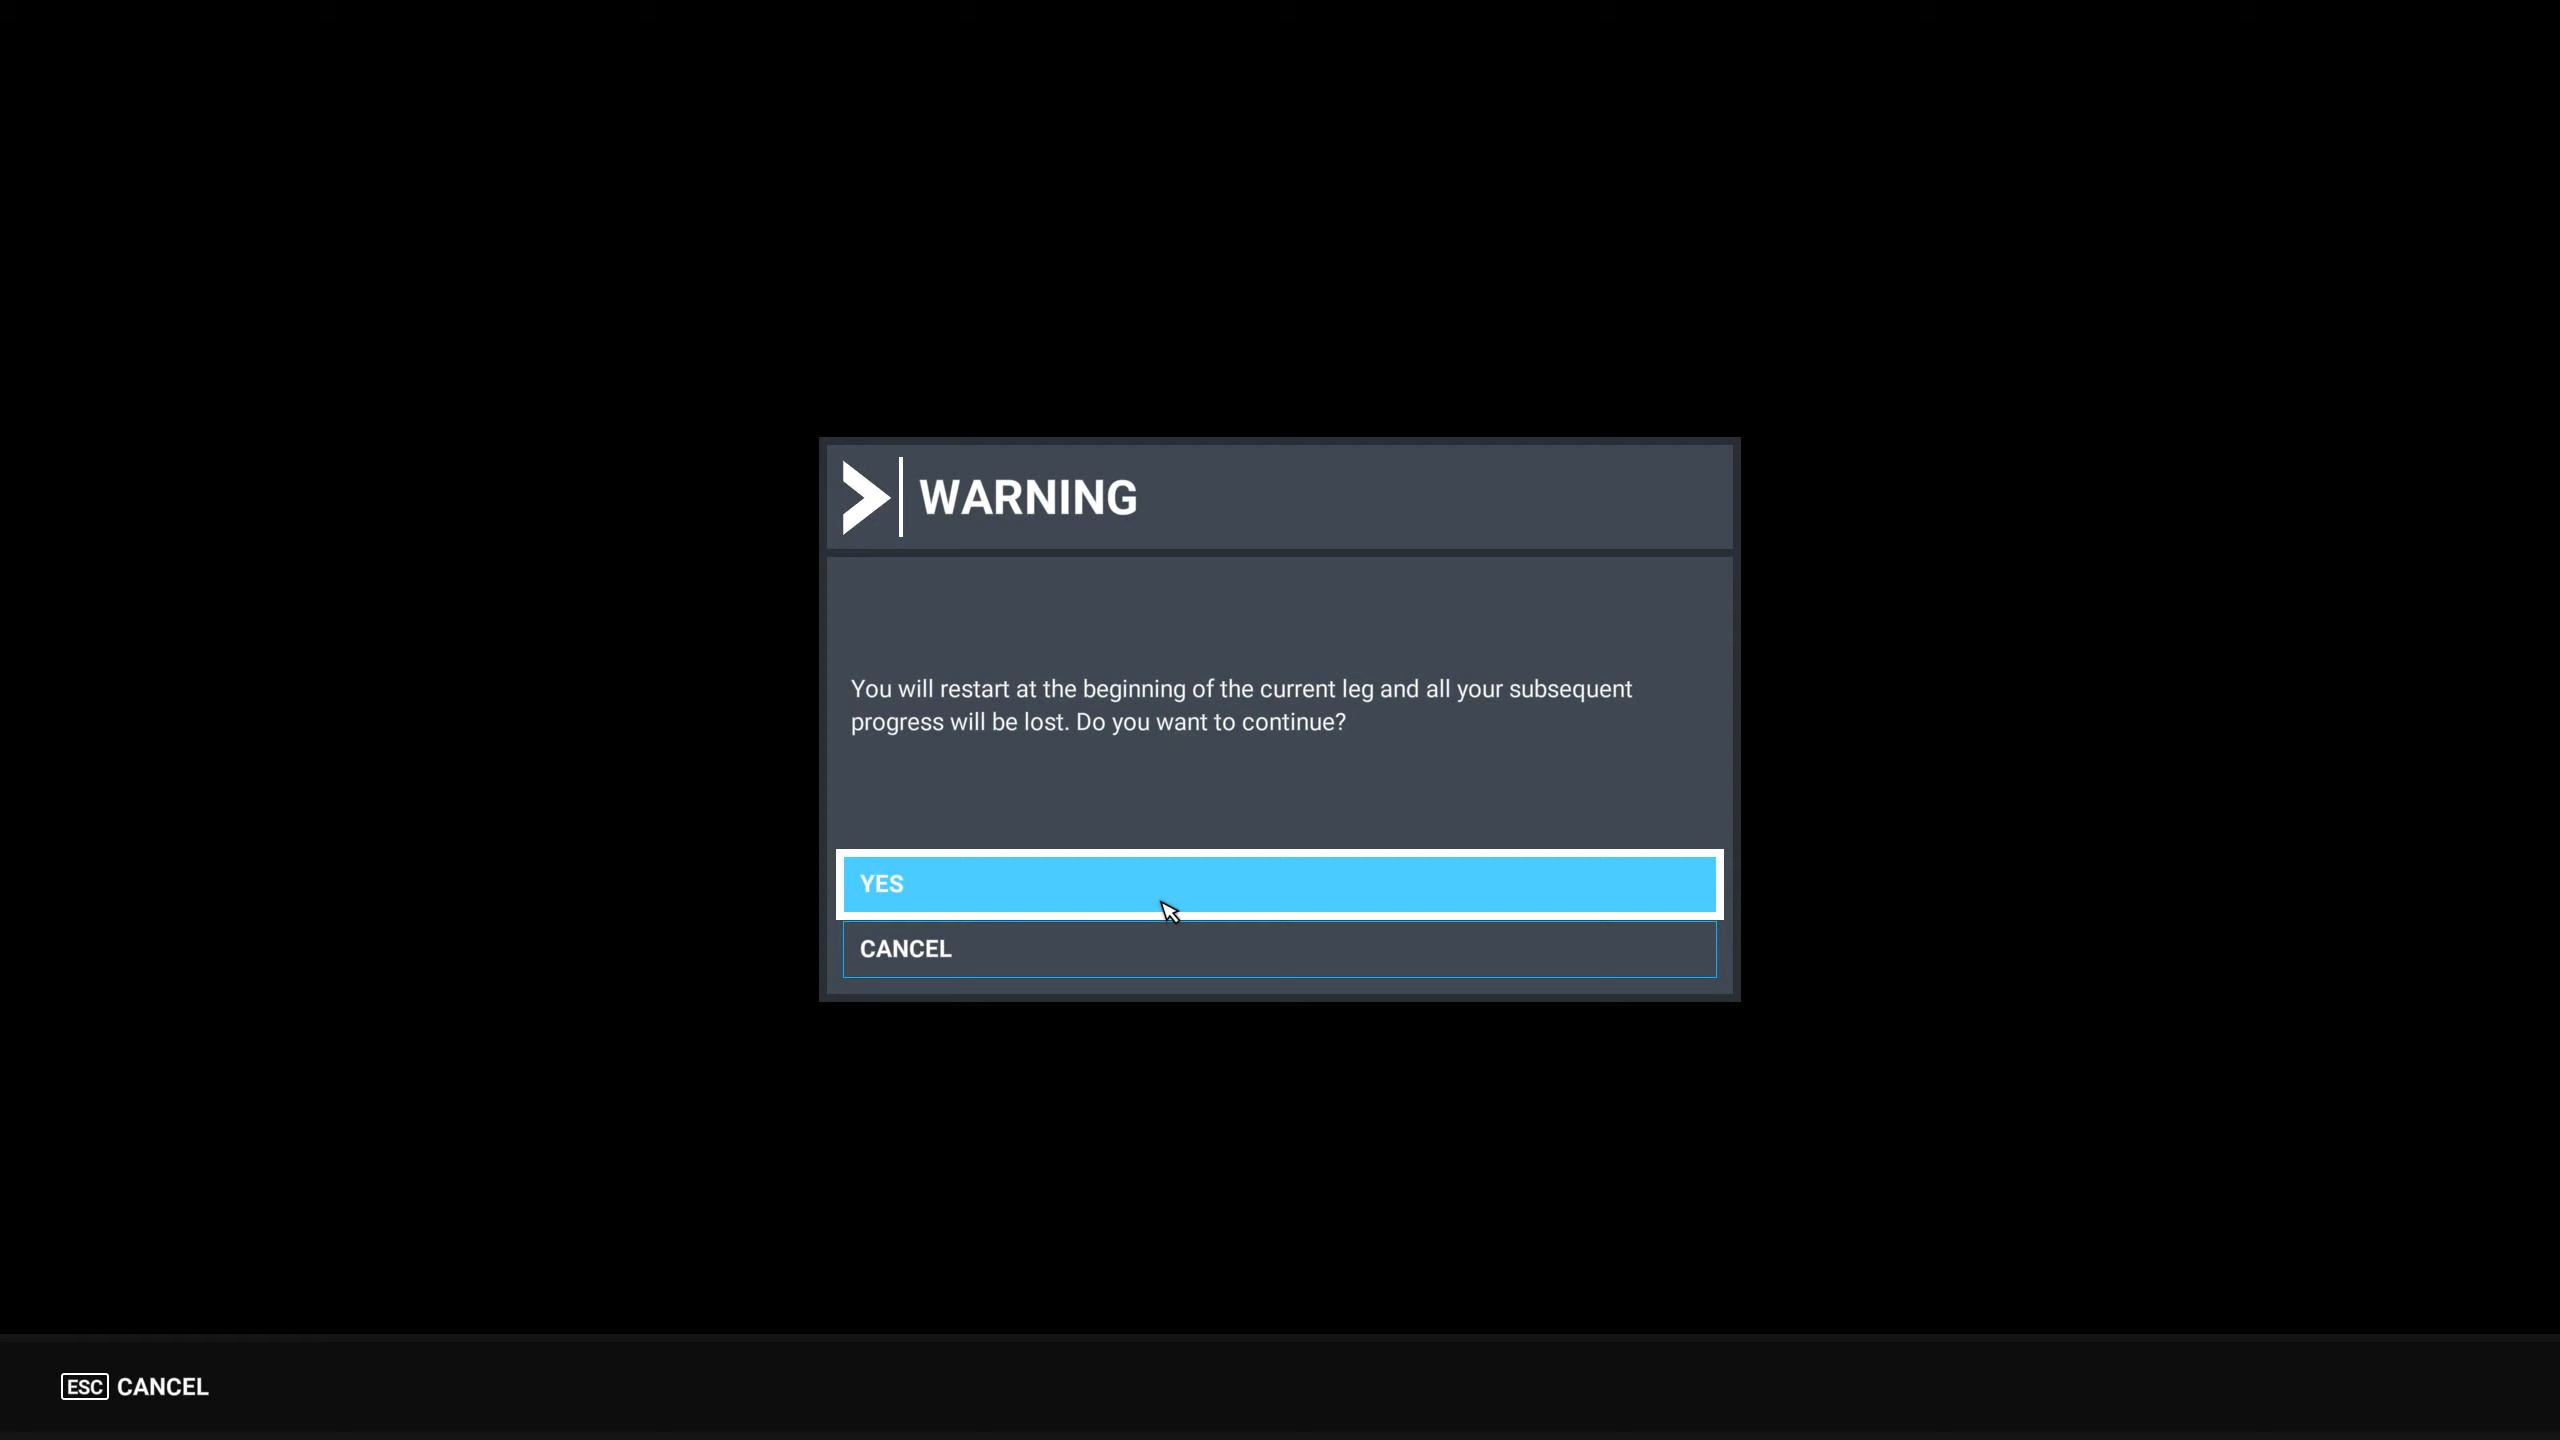 WARNING
You will restart at the beginning of the current leg and all your subsequent
progress will be lost. Do you want to continue?
YES
CANCEL
ESC CANCEL